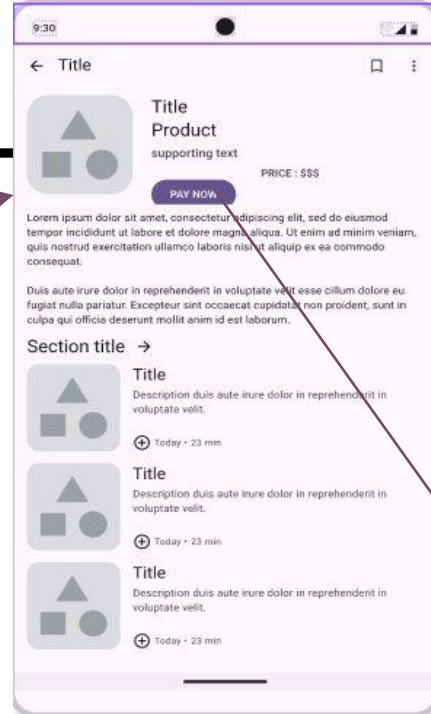 9:30
Title
Title
Product
supporting text
PRICE : $$$
PAY NOW
Lorem ipsum dolor sit amet, consectetur adipiscing elit, sed do eiusmod
tempor incididunt ut labore et dolore magna aliqua. Ut enim ad minim veniam,
quis nostrud exercitation ullamco laboris nisi ut aliquip ex ea commodo
consequat.
Duis aute irure dolor in reprehenderit in voluptate velit esse cillum dolore eu
fugiat nulla pariatur. Excepteur sint occaecat cupidatat non proident, sunt in
culpa qui officia deserunt mollit anim id est laborum.
Section title →
Title
Description duis aute irure dolor in reprehenderit in
voluptate velit.
Today • 23 min
Title
Description duis aute irure dolor in reprehenderit in
voluptate velit.
Today • 23 min
Title
Description duis aute irure dolor in reprehenderit in
voluptate velit.
Today • 23 min